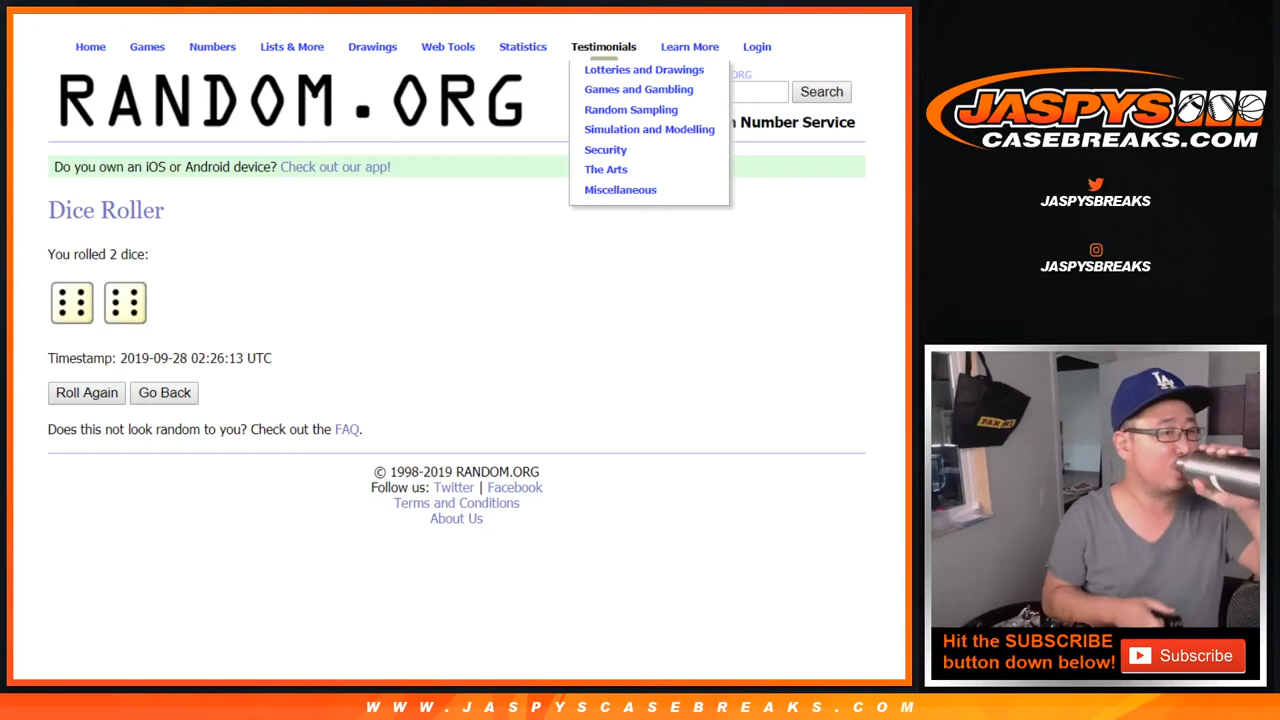 Home Games Numbers Lists & More Drawings Web Tools Statistics Testimonials Learn More Login
RANDOM.ORG
Lotteries and Drawings
Games and Gambling
Random Sampling
Simulation and Modelling
Security
The Arts
Miscellaneous
ORG
Search
Number Service
Do you own an iOS or Android device? Check out our app!
Dice Roller
You rolled 2 dice:
Timestamp: 2019-09-28 02:26:13 UTC
Roll Again Go Back
Does this not look random to you? Check out the FAQ.
© 1998-2019 RANDOM.ORG
Follow us: Twitter | Facebook
Terms and Conditions
About Us
JASPYS
CASEBREAKS.COM
JASPYSBREAKS
JASPYSBREAKS
LA
Hit the SUBSCRIBE
button down below!
Subscribe
WWW.JASPYSCASEBREAKS.COM